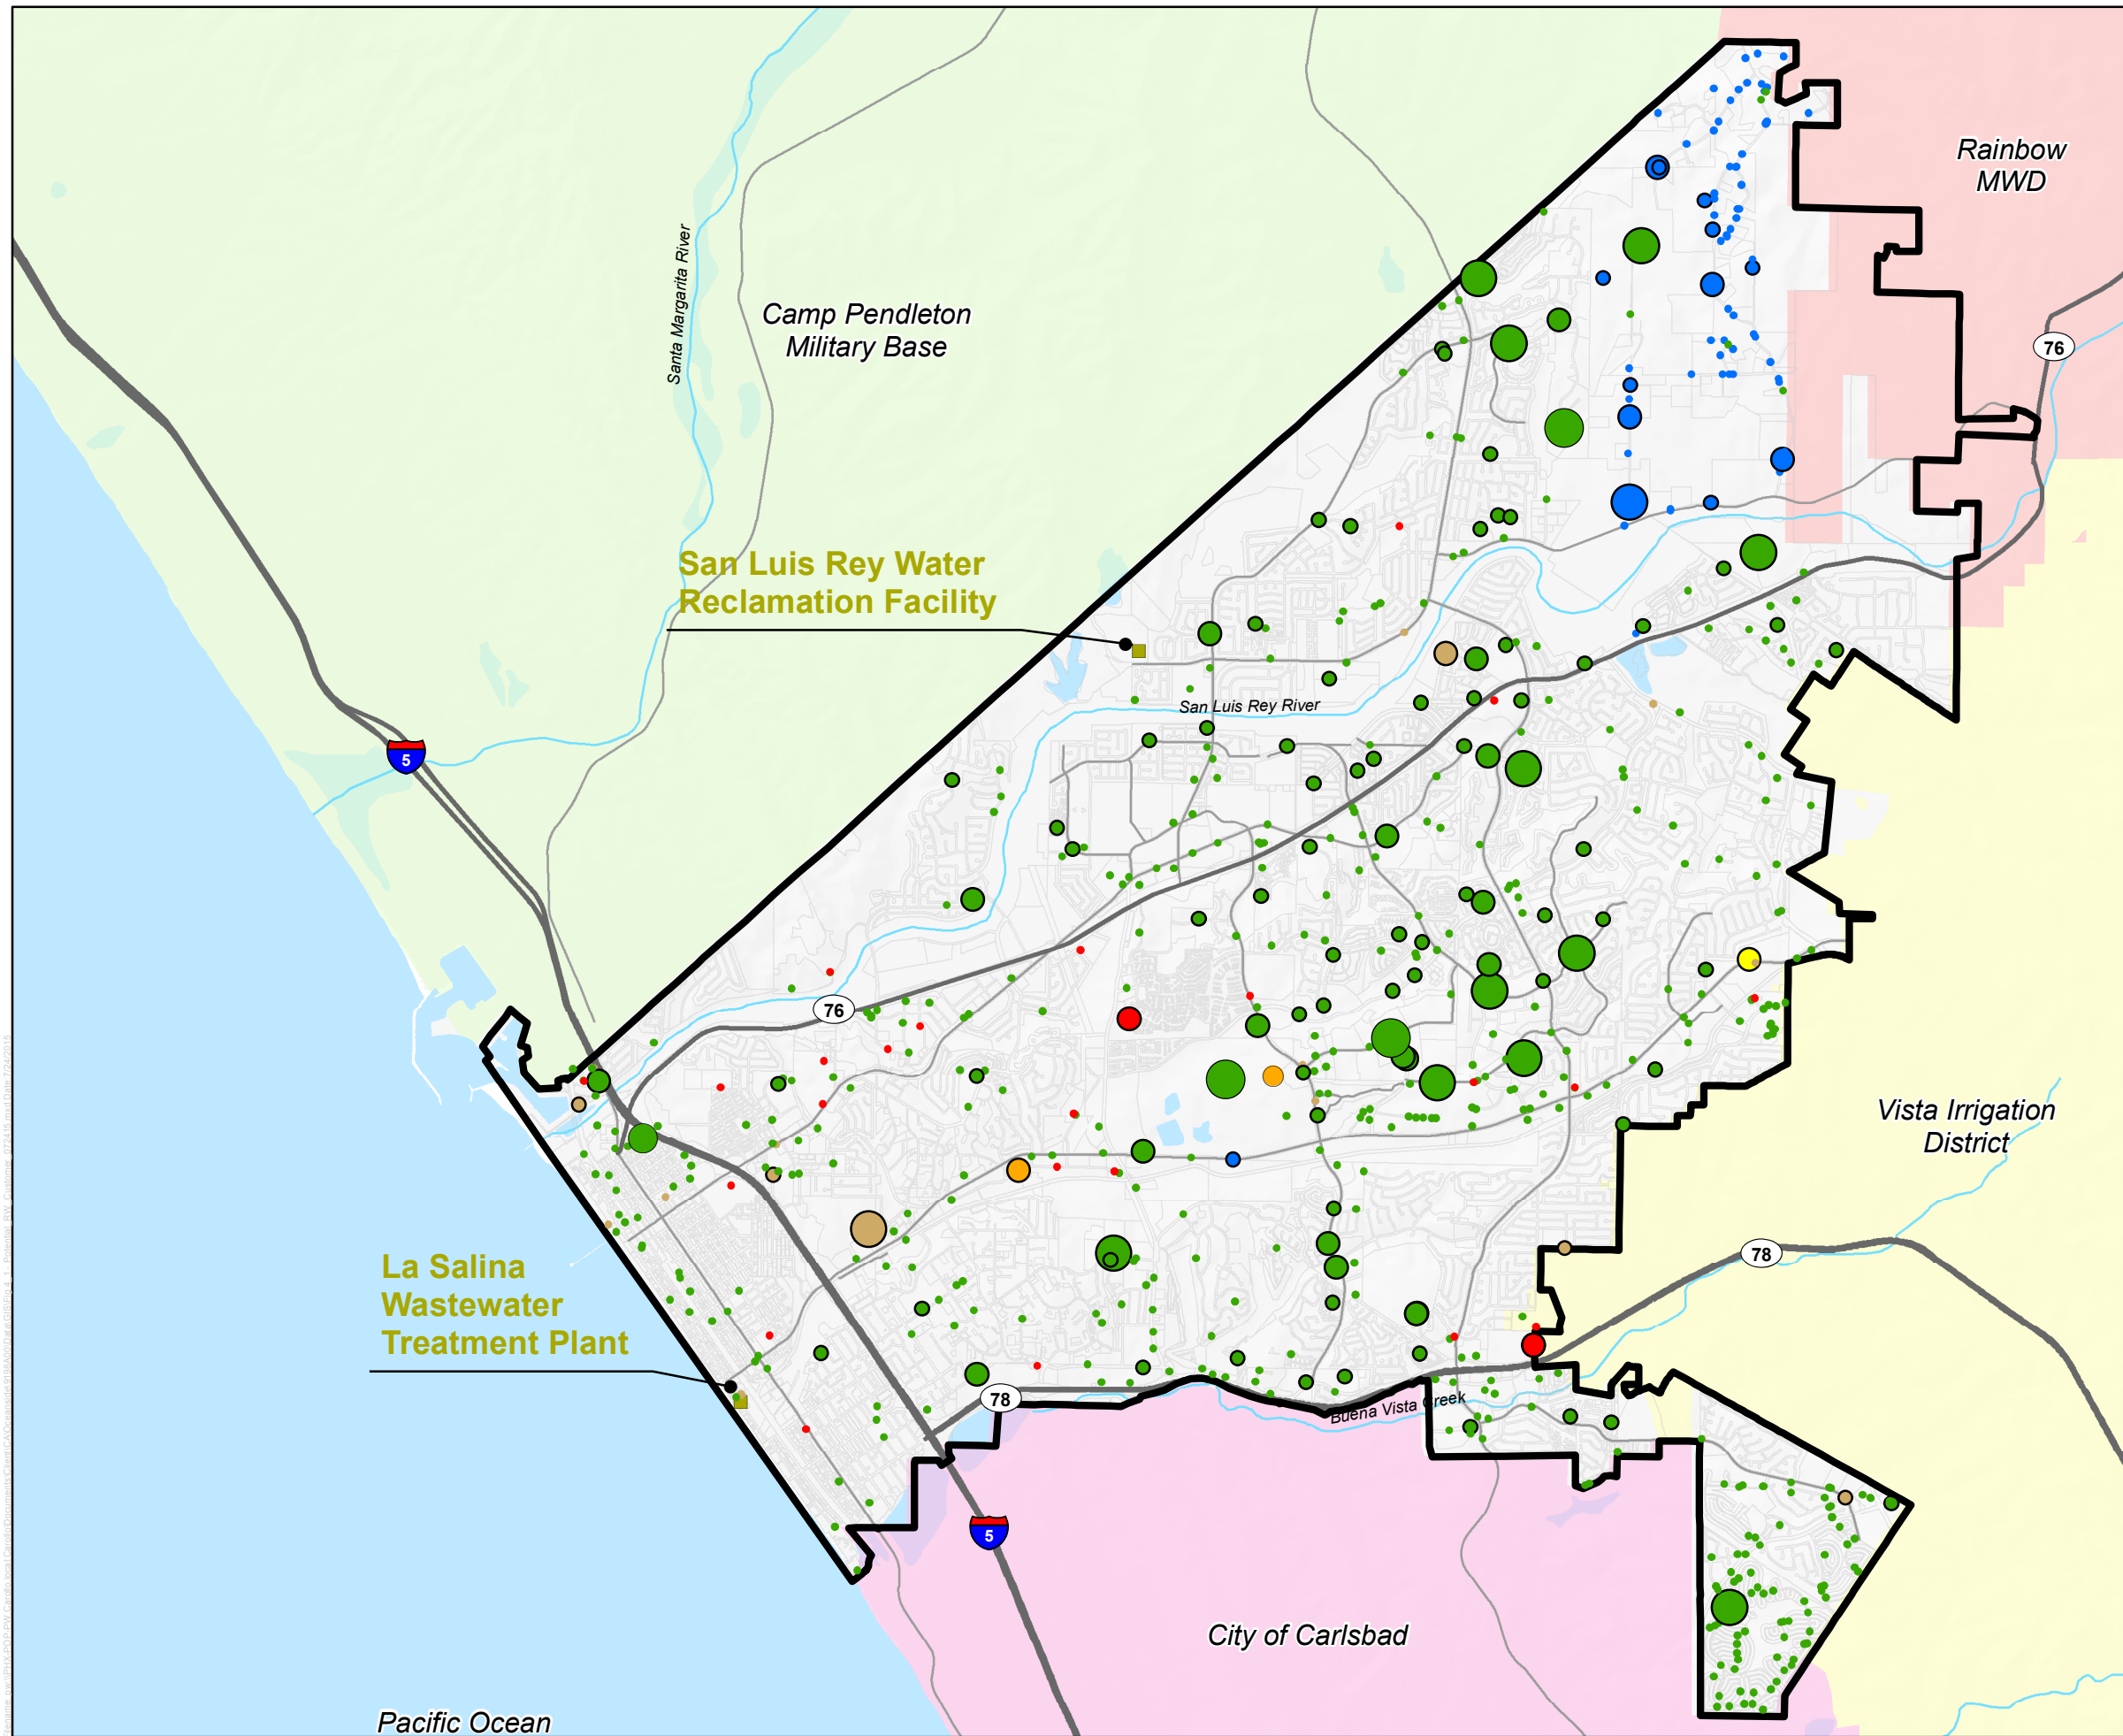 Rainbow
MWD
Santa Margarita River
Camp Pendleton
Military Base
76
San Luis Rey Water
Reclamation Facility
San Luis Rey River
5
76
Vista Irrigation
District
78
La Salina
Wastewater
Treatment Plant
78
Buena Vista Creek
5
City of Carlsbad
Pacific Ocean